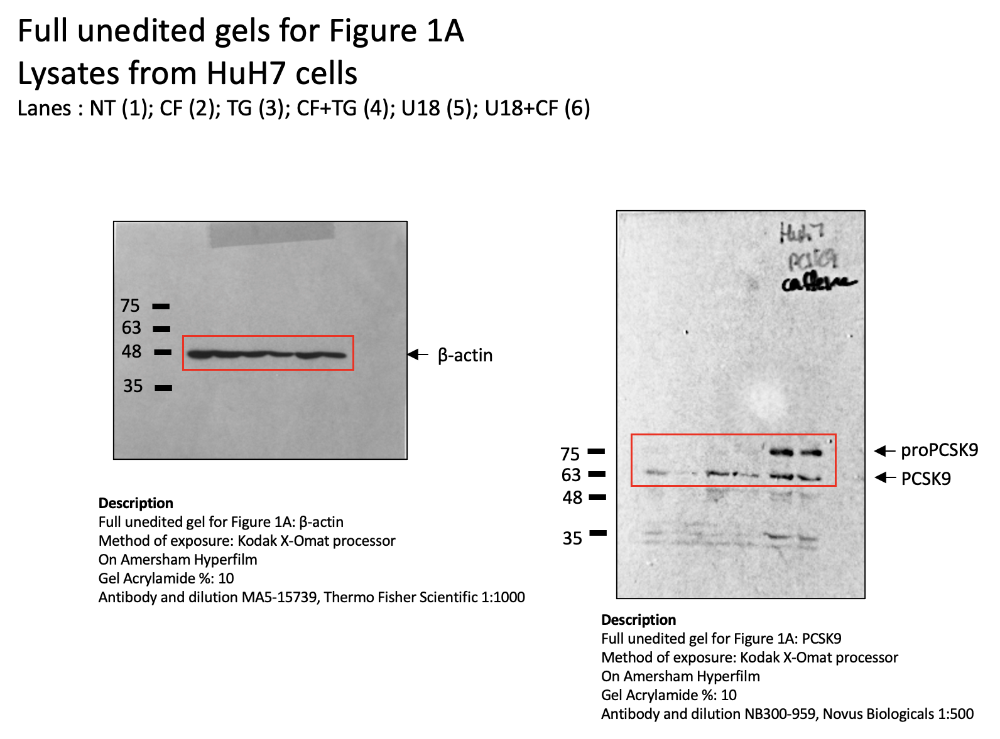 Full unedited gels for Figure 1A
Lysates from HuH7 cells
Lanes : NT (1); CF (2); TG (3); CF+TG (4); U18 (5); U18+CF (6)
75
63
48
35
β-actin
Description
Full unedited gel for Figure 1A: β-actin
Method of exposure: Kodak X-Omat processor
On Amersham Hyperfilm
Gel Acrylamide %: 10
Antibody and dilution MA5-15739, Thermo Fisher Scientific 1:1000
HuH7
PCSK9
caffeine
75
63
48
35
proPCSK9
PCSK9
Description
Full unedited gel for Figure 1A: PCSK9
Method of exposure: Kodak X-Omat processor
On Amersham Hyperfilm
Gel Acrylamide %: 10
Antibody and dilution NB300-959, Novus Biologicals 1:500